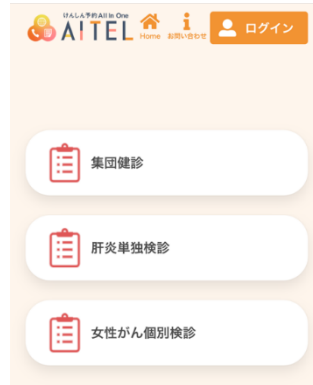 けんしん予約 All in One
AITEL
Home
お問い合わせ
ログイン
集団健診
肝炎単独検診
女性がん個別検診